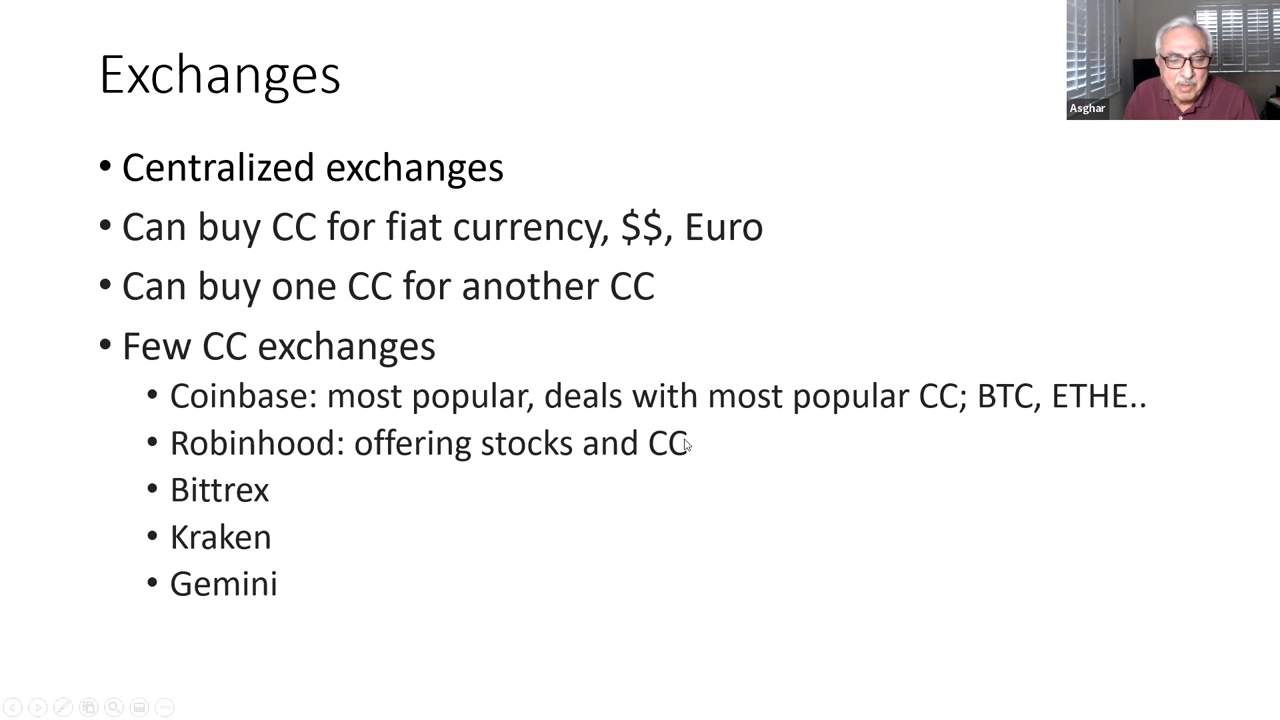 Exchanges
Asghar
• Centralized exchanges
• Can buy CC for fiat currency, $$, Euro
• Can buy one CC for another CC
• Few CC exchanges
• Coinbase: most popular, deals with most popular CC; BTC, ETHE..
• Robinhood: offering stocks and CC
• Bittrex
• Kraken
• Gemini